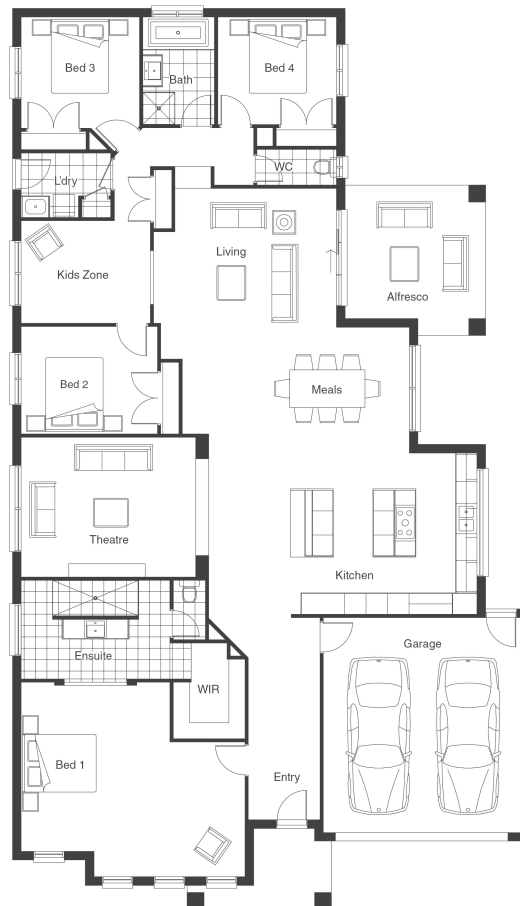 Bed 3
Bed 4
Bath
WC
L'dry
Living
Kids Zone
Alfresco
Bed 2
Meals
Theatre
Kitchen
Garage
Ensuite
WIR
Bed 1
Entry